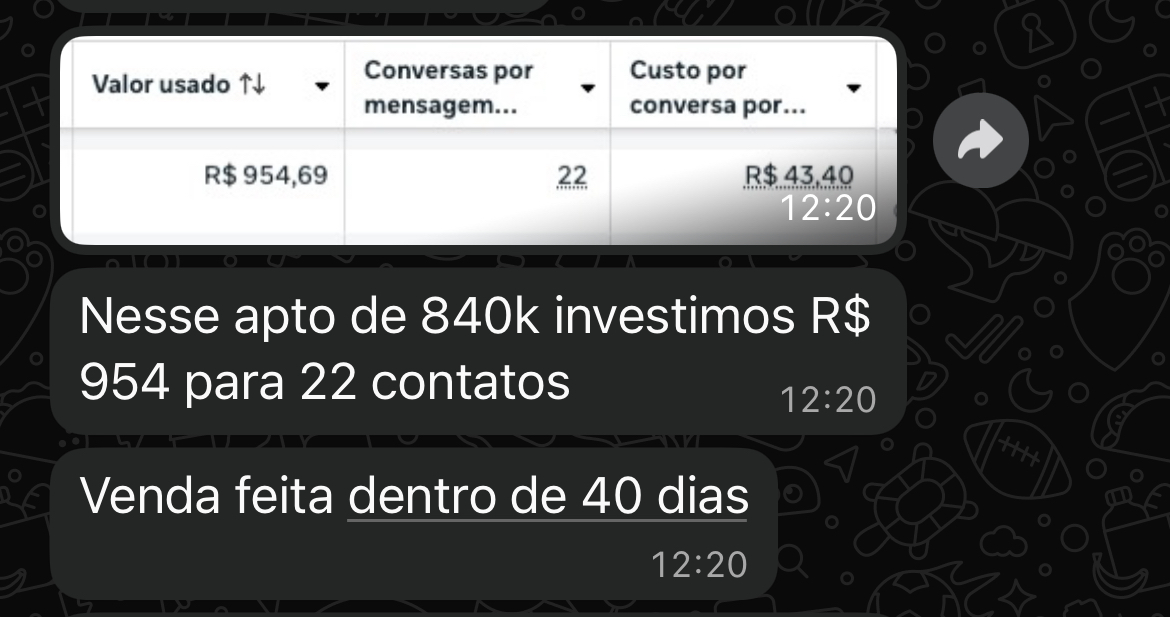 Valor usado ↑↓
Conversas por
mensagem...
Custo por
conversa por...
R$ 954,69
22
R$ 43,40
12:20
Nesse apto de 840k investimos R$
954 para 22 contatos
12:20
Venda feita dentro de 40 dias
12:20